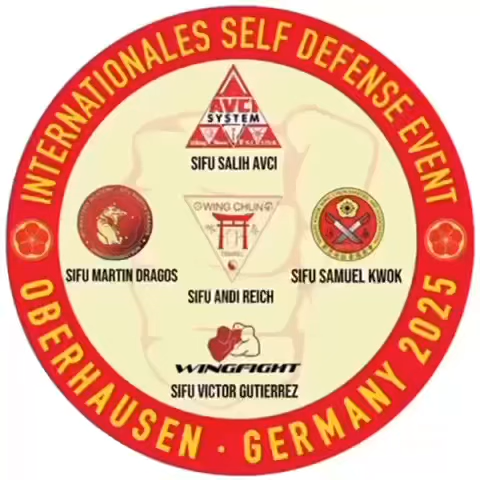 INTERNATIONALES SELF DEFENSE EVENT
AVCI
SYSTEM
SIFU SALIH AVCI
WING CHUN
SIFU MARTIN DRAGOS
SIFU ANDI REICH
SIFU SAMUEL KWOK
WINGFIGHT
SIFU VICTOR GUTIERREZ
OBERHAUSEN · GERMANY 2025